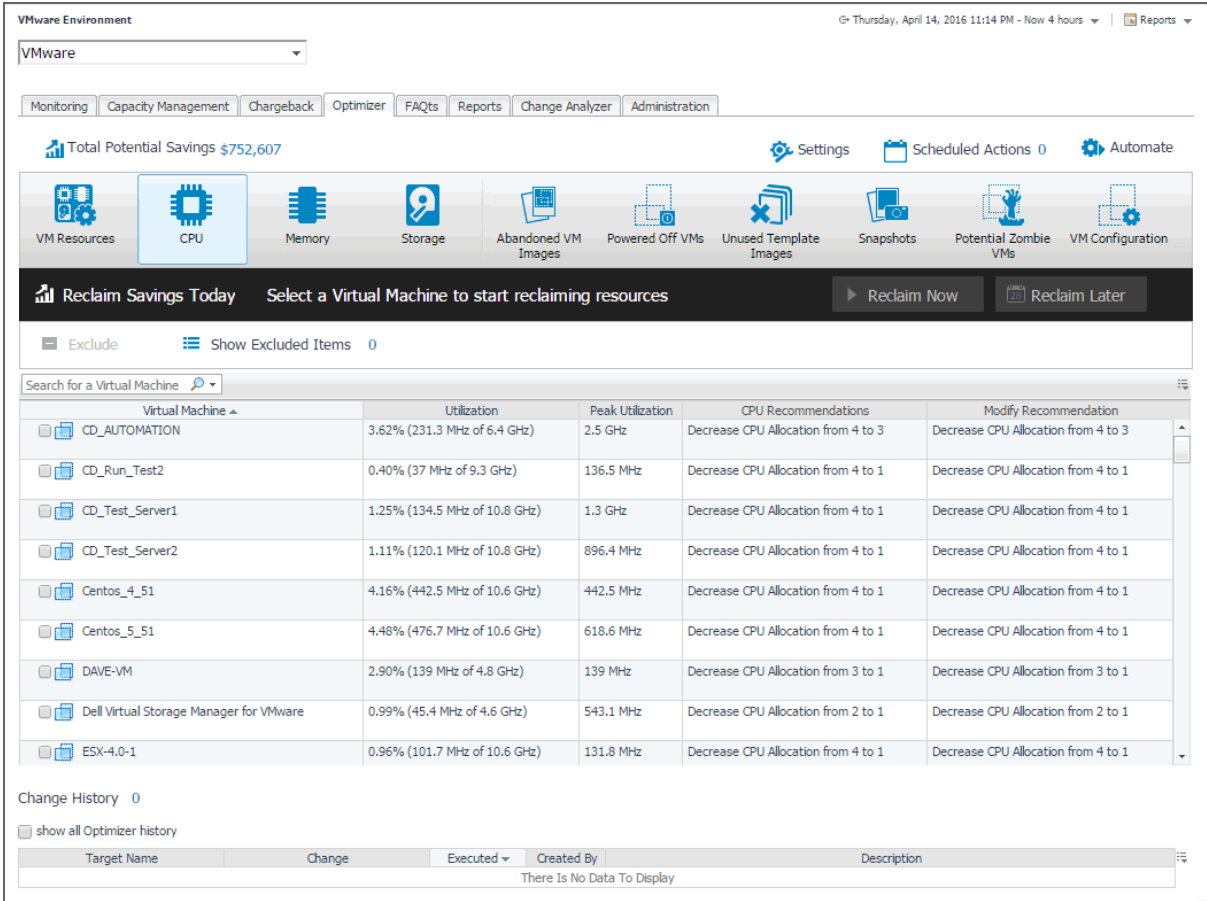 VMware Environment
Thursday, April 14, 2016 11:14 PM - Now 4 hours
Reports
VMware
Monitoring Capacity Management Chargeback Optimizer FAQts Reports Change Analyzer Administration
Total Potential Savings $752,607 Settings Scheduled Actions 0 Automate
VM Resources CPU Memory Storage Abandoned VM Images Powered Off VMs Unused Template Images Snapshots Potential Zombie VMs VM Configuration
Reclaim Savings Today Select a Virtual Machine to start reclaiming resources Reclaim Now 28 Reclaim Later
Exclude Show Excluded Items 0
Search for a Virtual Machine
Virtual Machine Utilization Peak Utilization CPU Recommendations Modify Recommendation
CD_AUTOMATION 3.62% (231.3 MHz of 6.4 GHz) 2.5 GHz Decrease CPU Allocation from 4 to 3 Decrease CPU Allocation from 4 to 3
CD_Run_Test2 0.40% (37 MHz of 9.3 GHz) 136.5 MHz Decrease CPU Allocation from 4 to 1 Decrease CPU Allocation from 4 to 1
CD_Test_Server1 1.25% (134.5 MHz of 10.8 GHz) 1.3 GHz Decrease CPU Allocation from 4 to 1 Decrease CPU Allocation from 4 to 1
CD_Test_Server2 1.11% (120.1 MHz of 10.8 GHz) 896.4 MHz Decrease CPU Allocation from 4 to 1 Decrease CPU Allocation from 4 to 1
Centos_4_51 4.16% (442.5 MHz of 10.6 GHz) 442.5 MHz Decrease CPU Allocation from 4 to 1 Decrease CPU Allocation from 4 to 1
Centos_5_51 4.48% (476.7 MHz of 10.6 GHz) 618.6 MHz Decrease CPU Allocation from 4 to 1 Decrease CPU Allocation from 4 to 1
DAVE-VM 2.90% (139 MHz of 4.8 GHz) 139 MHz Decrease CPU Allocation from 3 to 1 Decrease CPU Allocation from 3 to 1
Dell Virtual Storage Manager for VMware 0.99% (45.4 MHz of 4.6 GHz) 543.1 MHz Decrease CPU Allocation from 2 to 1 Decrease CPU Allocation from 2 to 1
ESX-4.0-1 0.96% (101.7 MHz of 10.6 GHz) 131.8 MHz Decrease CPU Allocation from 4 to 1 Decrease CPU Allocation from 4 to 1
Change History 0
show all Optimizer history
Target Name Change Executed Created By Description
There Is No Data To Display